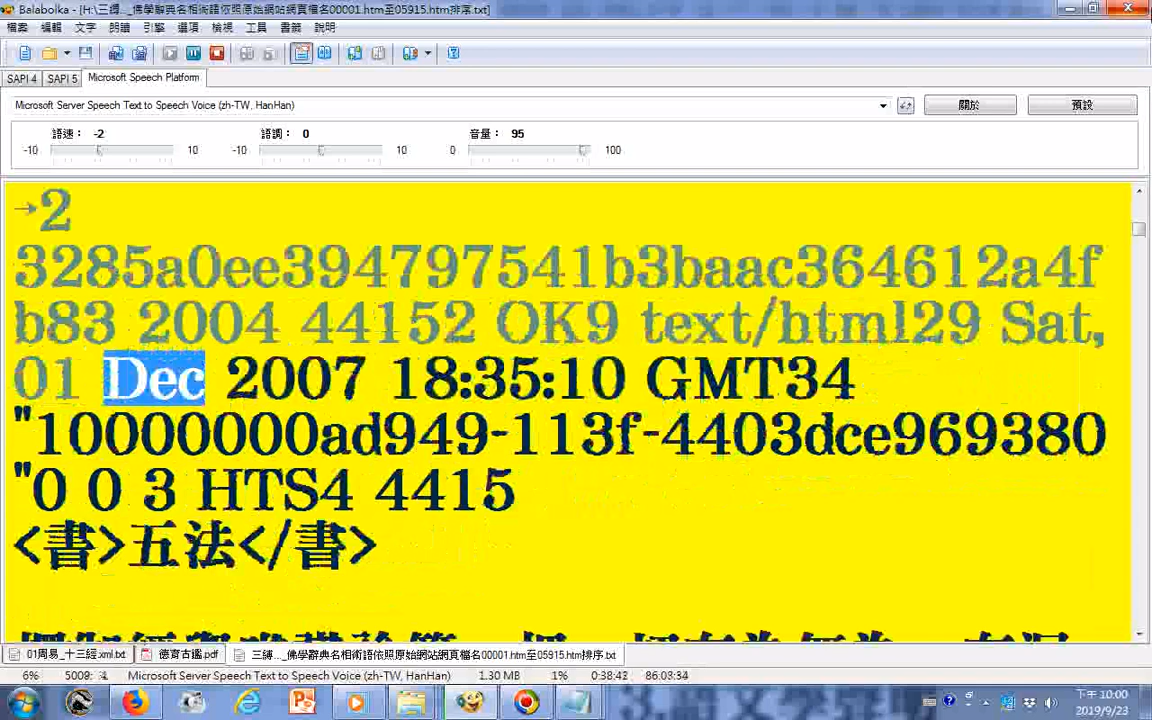 Balabolka - [H:\三縛..._佛學辭典名相術語依照原始網站網頁檔名00001.htm至05915.htm排序.txt]
檔案 編輯 文字 朗讀 引擎 選項 檢視 工具 書籤 說明
SAPI 4 SAPI 5 Microsoft Speech Platform
Microsoft Server Speech Text to Speech Voice (zh-TW, HanHan) 關於 預設
語速： -2 語調： 0 音量： 95
-10 10 -10 10 0 100
→2
3285a0ee394797541b3baac364612a4f
b83 2004 44152 OK9 text/html29 Sat,
01 Dec 2007 18:35:10 GMT34
"10000000ad949-113f-4403dce969380
"0 0 3 HTS4 4415
<書>五法</書>
01周易_十三經.xml.txt 德育古鑑.pdf 三縛..._佛學辭典名相術語依照原始網站網頁檔名00001.htm至05915.htm排序.txt
6% Microsoft Server Speech Text to Speech Voice (zh-TW, HanHan) 1.30 MB 1% 0:38:42 86:03:34
下午 10:00
2019/9/23